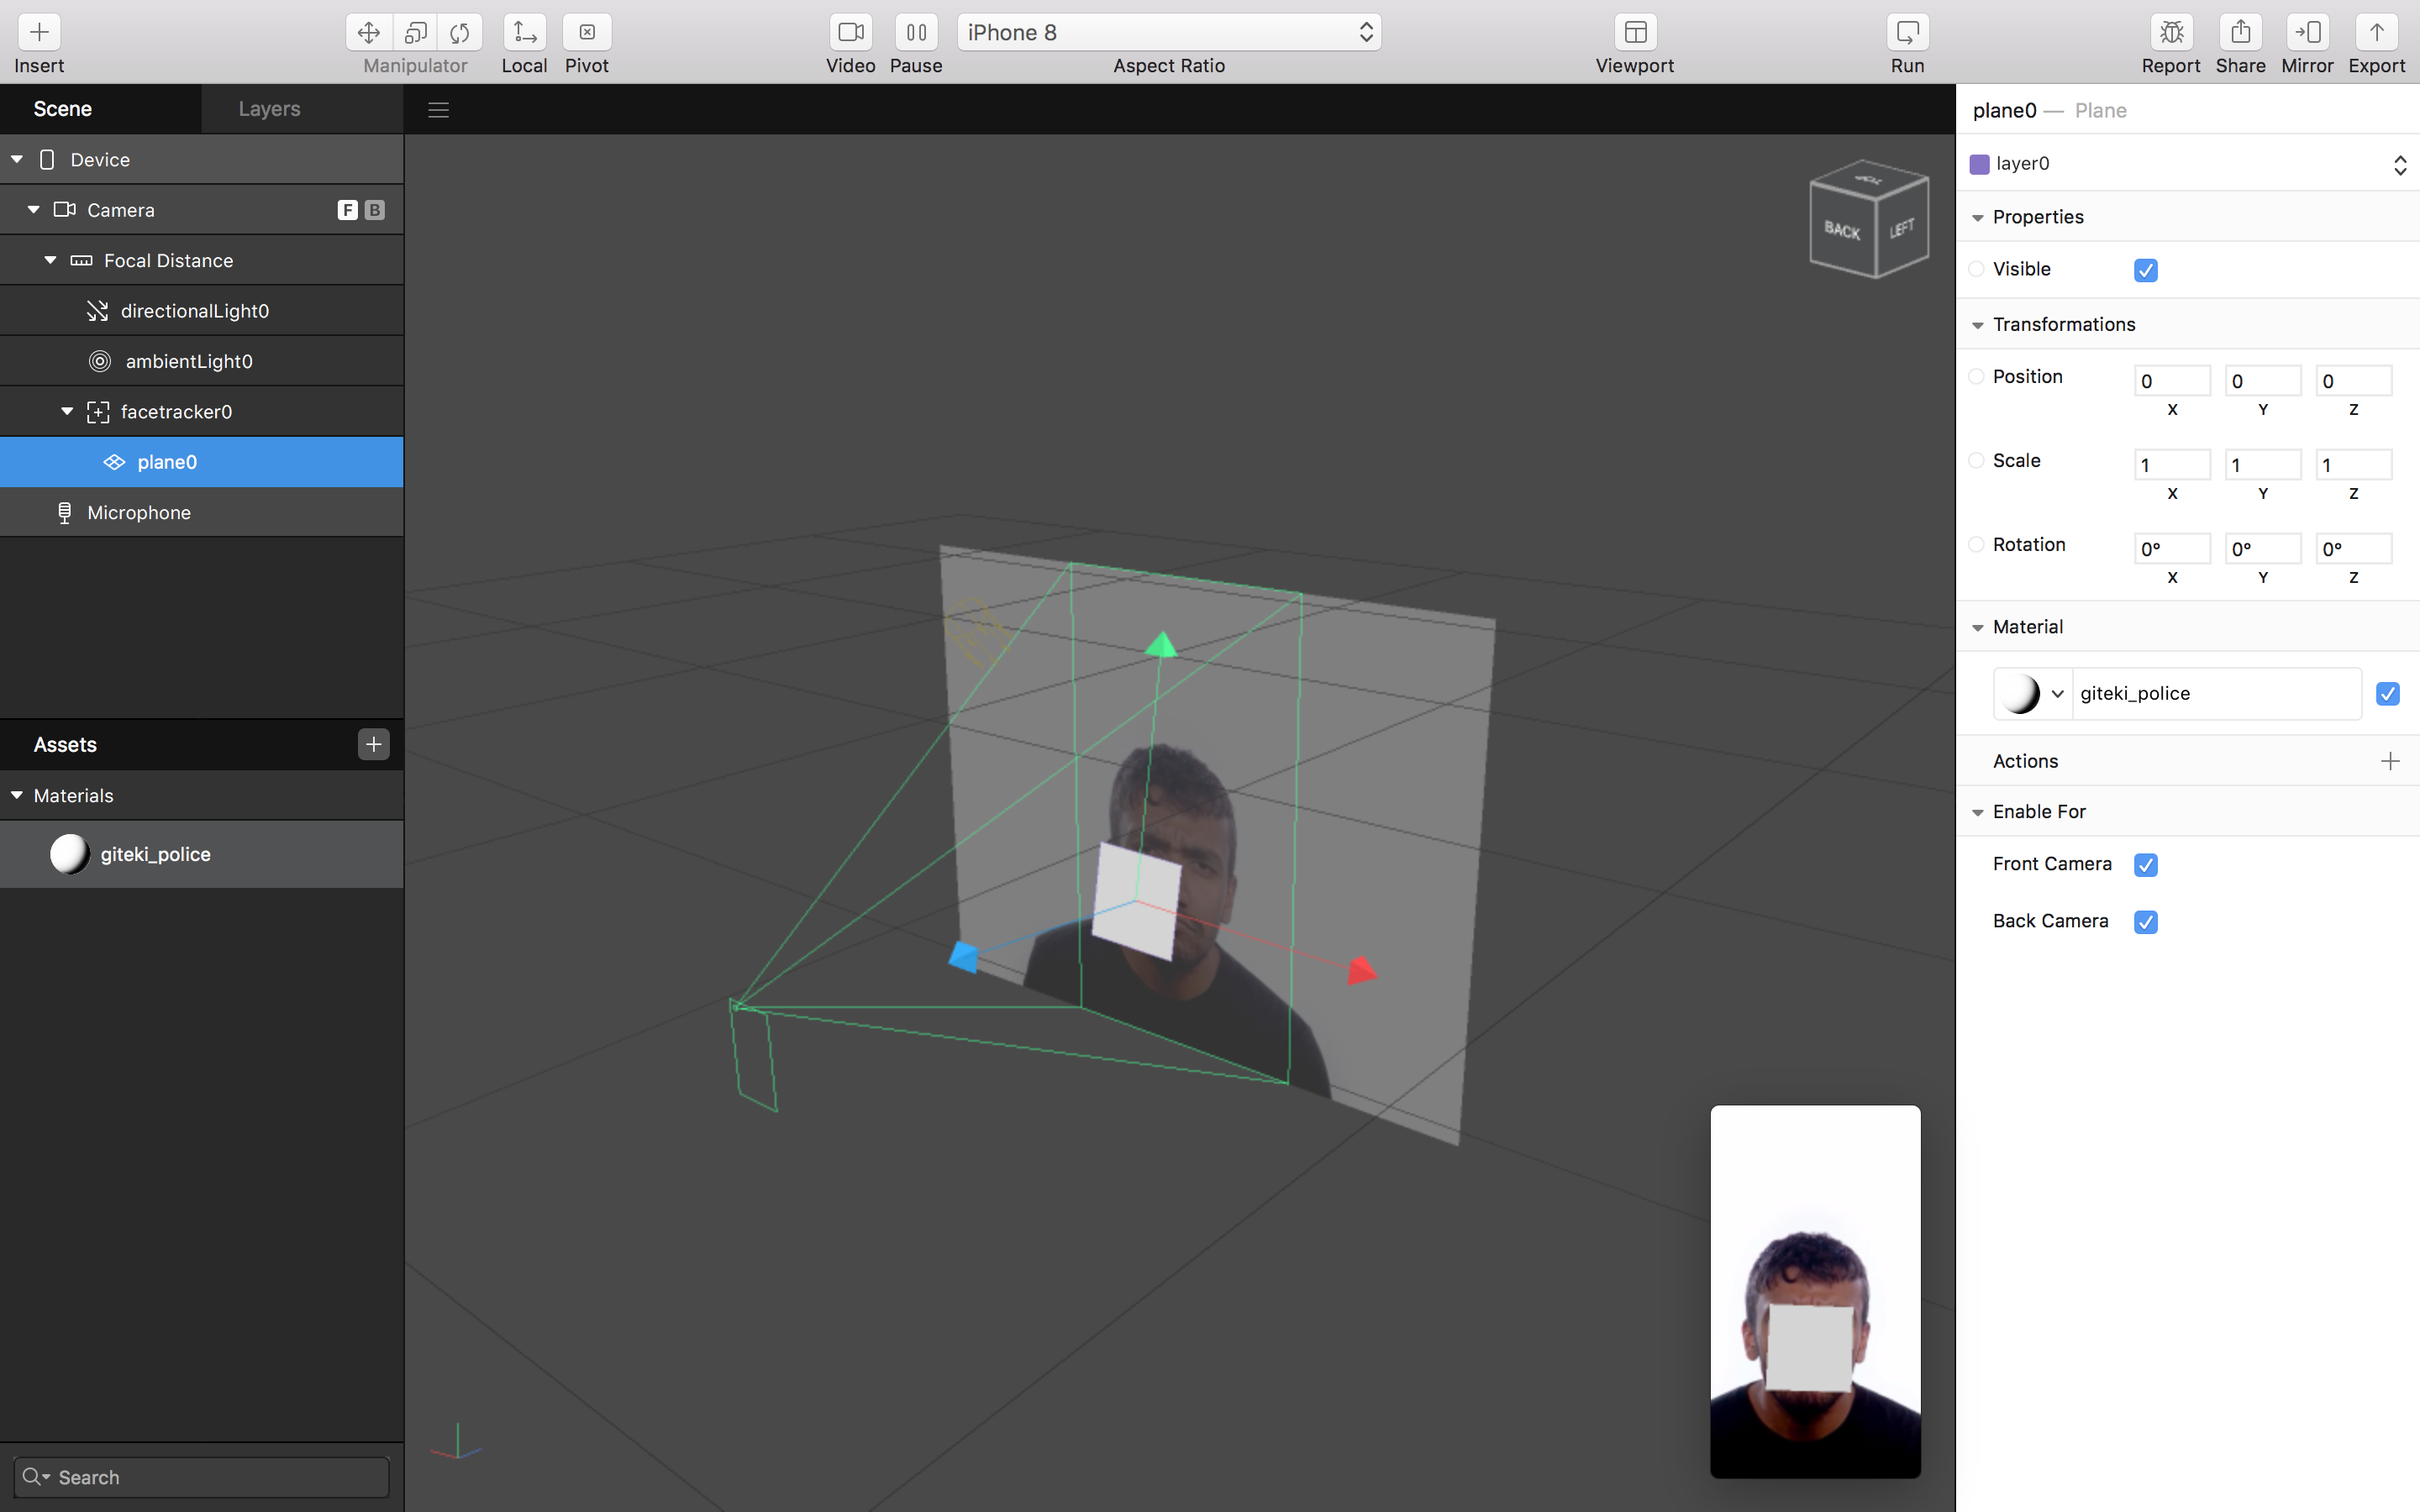 Insert
Manipulator
Local
Pivot
Video
Pause
iPhone 8
Aspect Ratio
Viewport
Run
Report
Share
Mirror
Export
Scene
Layers
Device
Camera
F
B
Focal Distance
directionalLight0
ambientLight0
facetracker0
plane0
Microphone
Assets
Materials
giteki_police
Search
TOP
BACK
LEFT
plane0 — Plane
layer0
Properties
Visible
Transformations
Position
0
0
0
X
Y
Z
Scale
1
1
1
X
Y
Z
Rotation
0°
0°
0°
X
Y
Z
Material
giteki_police
Actions
Enable For
Front Camera
Back Camera